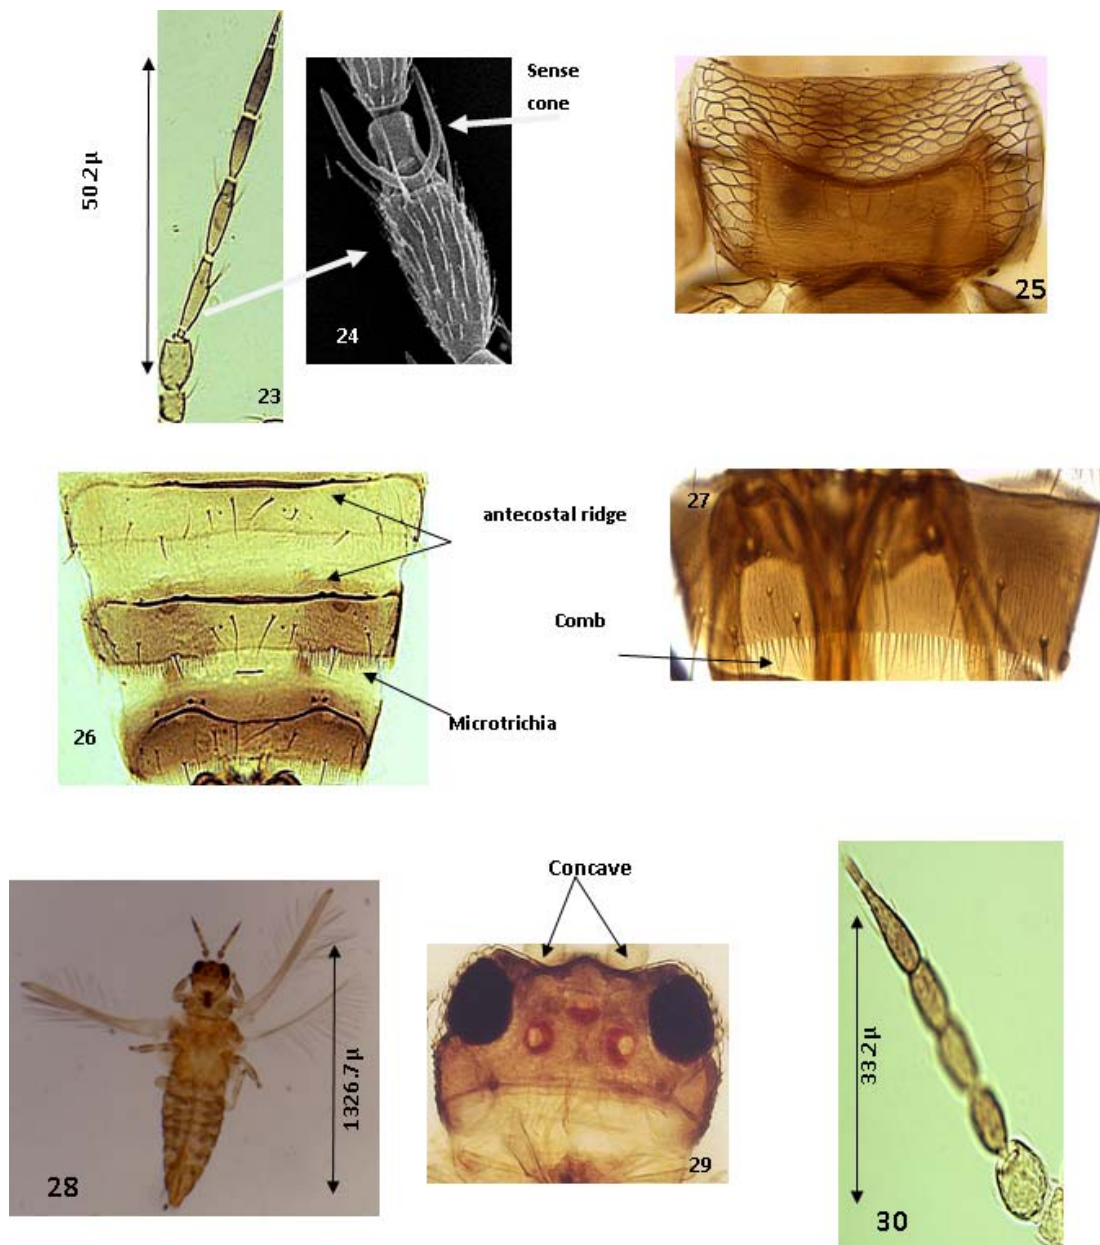 Sense
cone
50.2µ
23
24
25
antecostal ridge
26
Microtrichia
27
Comb
Concave
28
1326.7µ
29
33.2µ
30